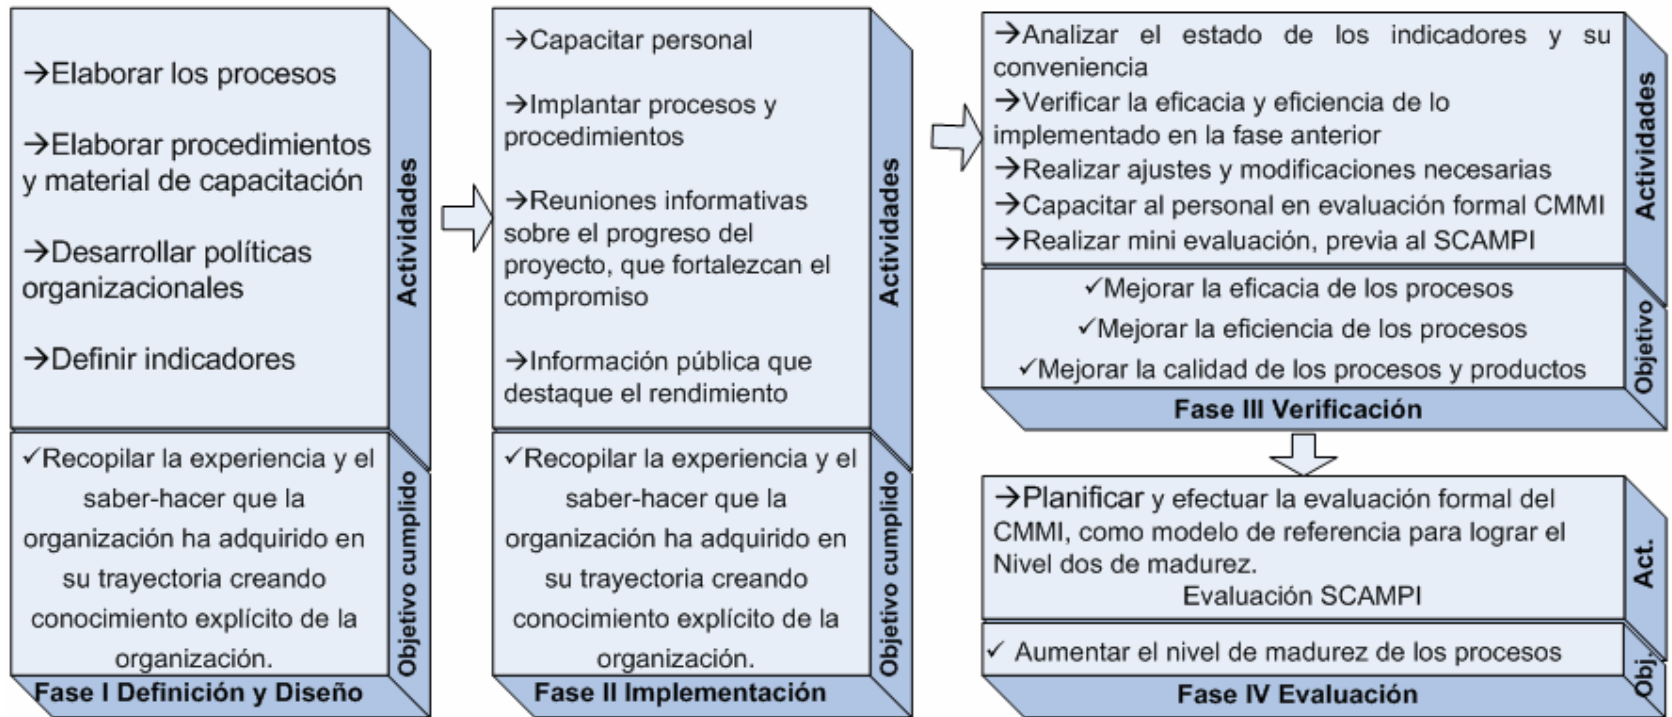 →Elaborar los procesos
→Elaborar procedimientos
y material de capacitación
→Desarrollar políticas
organizacionales
→Definir indicadores
Actividades
✓Recopilar la experiencia y el
saber-hacer que la
organización ha adquirido en
su trayectoria creando
conocimiento explícito de la
organización.
Objetivo cumplido
Fase I Definición y Diseño
→Capacitar personal
→Implantar procesos y
procedimientos
→Reuniones informativas
sobre el progreso del
proyecto, que fortalezcan el
compromiso
→Información pública que
destaque el rendimiento
Actividades
✓Recopilar la experiencia y el
saber-hacer que la
organización ha adquirido en
su trayectoria creando
conocimiento explícito de la
organización.
Objetivo cumplido
Fase II Implementación
→Analizar el estado de los indicadores y su
conveniencia
→Verificar la eficacia y eficiencia de lo
implementado en la fase anterior
→Realizar ajustes y modificaciones necesarias
→Capacitar al personal en evaluación formal CMMI
→Realizar mini evaluación, previa al SCAMPI
Actividades
✓Mejorar la eficacia de los procesos
✓Mejorar la eficiencia de los procesos
✓Mejorar la calidad de los procesos y productos
Objetivo
Fase III Verificación
→Planificar y efectuar la evaluación formal del
CMMI, como modelo de referencia para lograr el
Nivel dos de madurez.
Evaluación SCAMPI
Act.
✓ Aumentar el nivel de madurez de los procesos
Obj.
Fase IV Evaluación